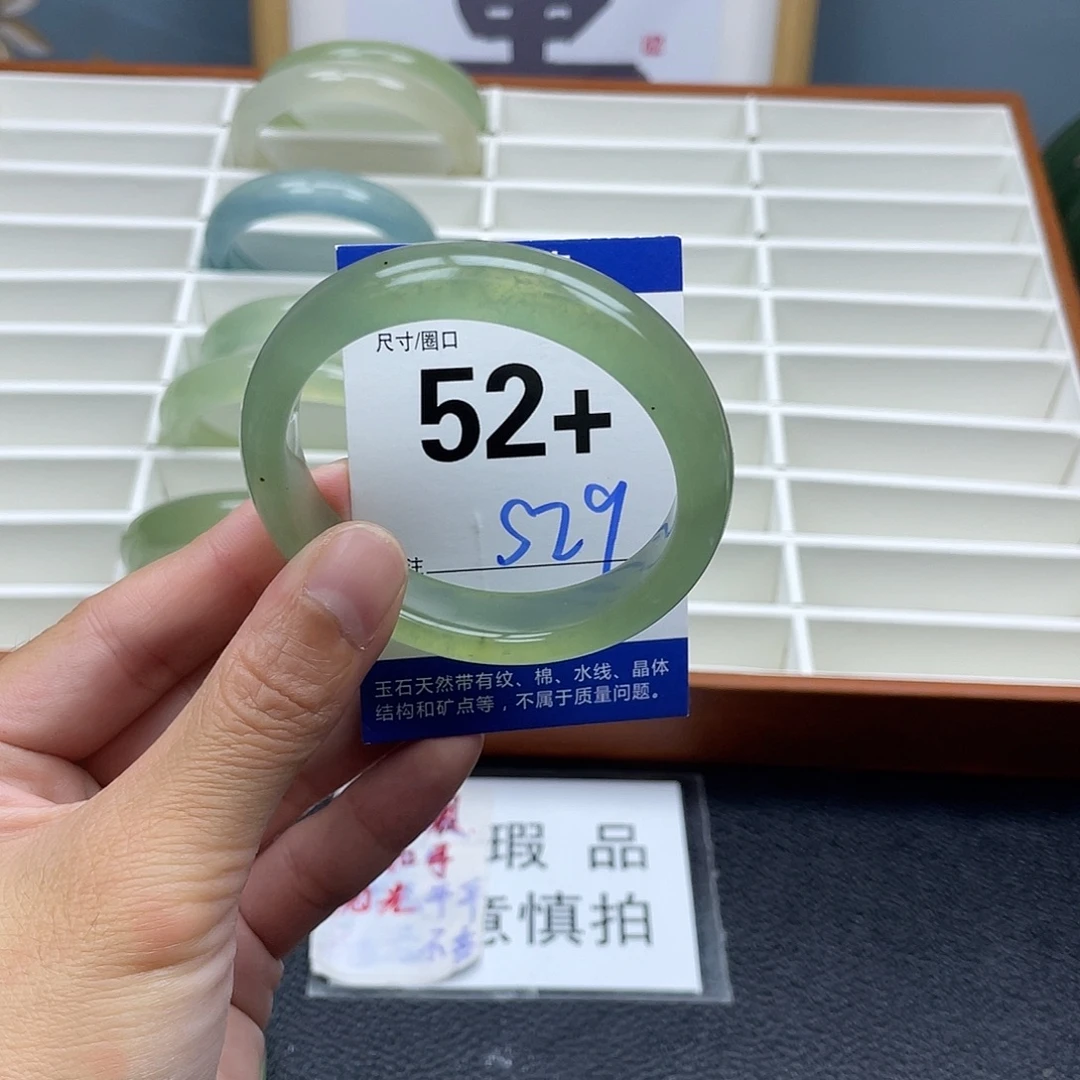 尺寸/圈口
52+
529
注
玉石天然带有纹、棉、水线、晶体
结构和矿点等，不属于质量问题。
瑕 品
意慎拍